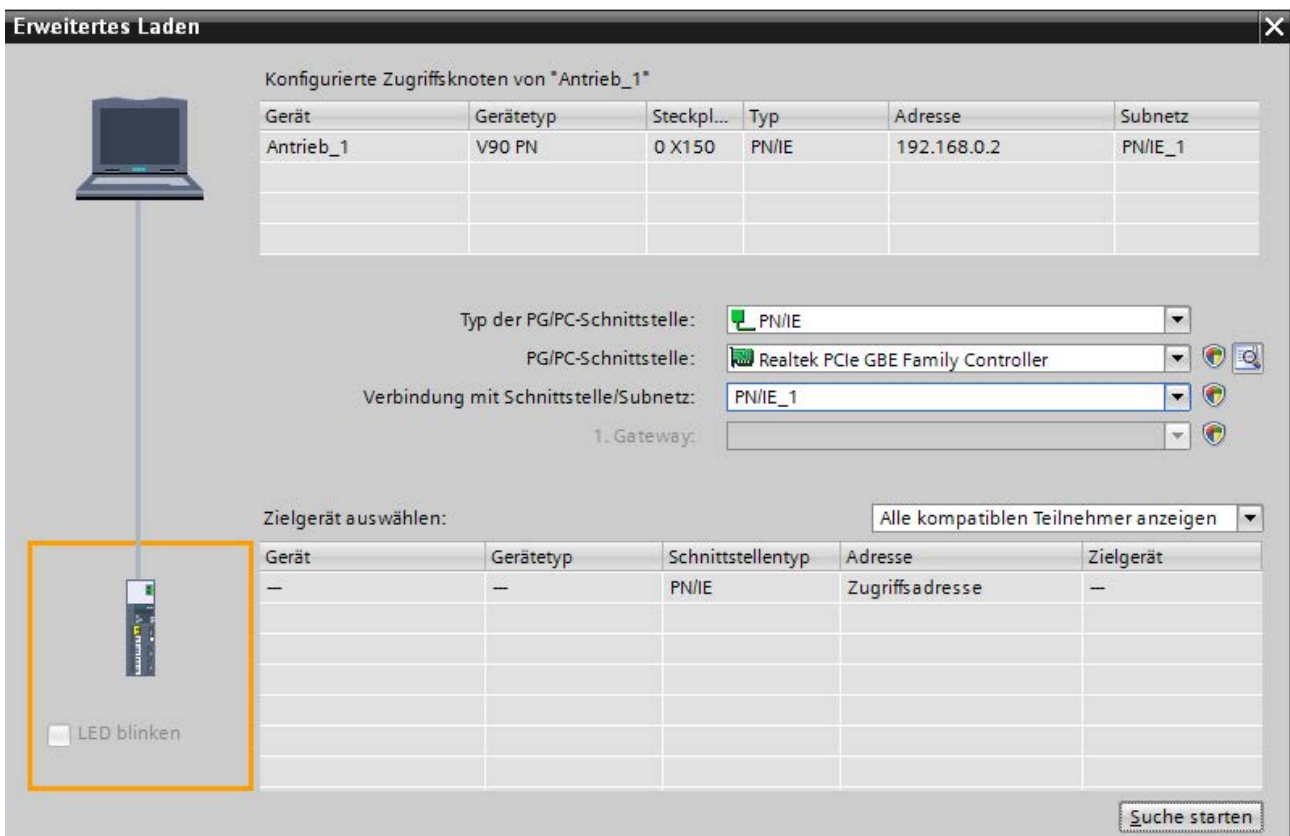 Erweitertes Laden
Konfigurierte Zugriffsknoten von "Antrieb_1"
Gerät Gerätetyp Steckpl... Typ Adresse Subnetz
Antrieb_1 V90 PN 0 X150 PN/IE 192.168.0.2 PN/IE_1
Typ der PG/PC-Schnittstelle: PN/IE
PG/PC-Schnittstelle: Realtek PCIe GBE Family Controller
Verbindung mit Schnittstelle/Subnetz: PN/IE_1
1. Gateway:
Zielgerät auswählen: Alle kompatiblen Teilnehmer anzeigen
Gerät Gerätetyp Schnittstellentyp Adresse Zielgerät
— — PN/IE Zugriffsadresse —
LED blinken
Suche starten